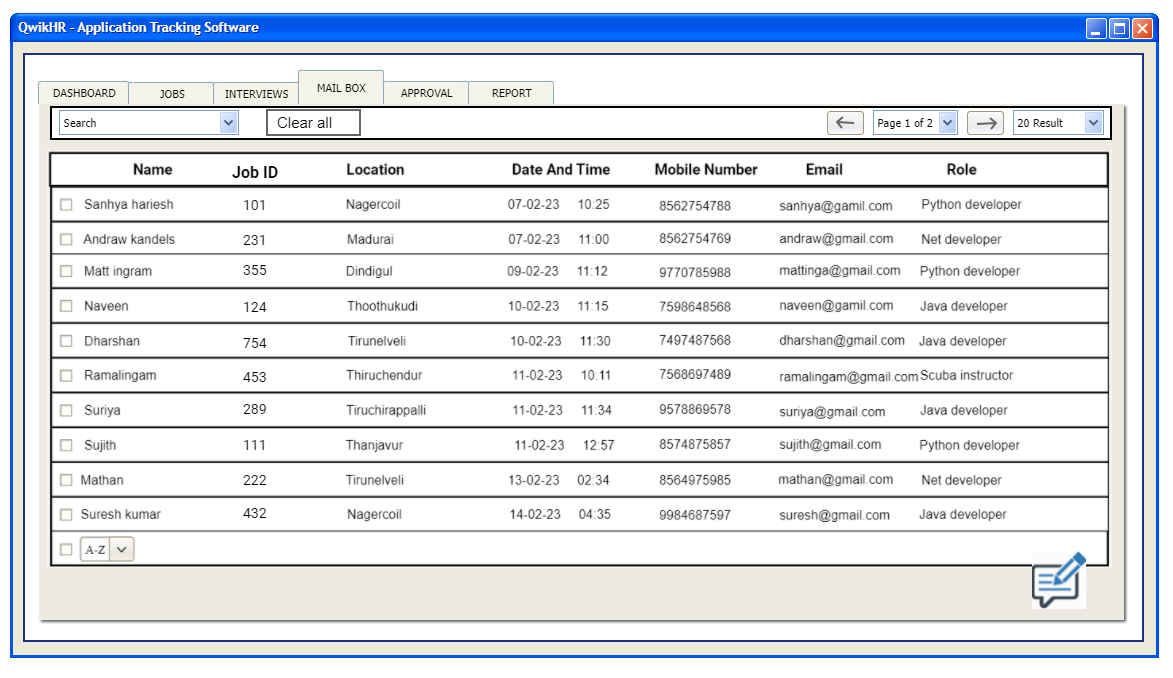 QwikHR - Application Tracking Software
DASHBOARD JOBS INTERVIEWS MAIL BOX APPROVAL REPORT
Search Clear all Page 1 of 2 20 Result
Name Job ID Location Date And Time Mobile Number Email Role
Sanhya hariesh 101 Nagercoil 07-02-23 10:25 8562754788 sanhya@gamil.com Python developer
Andraw kandels 231 Madurai 07-02-23 11:00 8562754769 andraw@gmail.com Net developer
Matt ingram 355 Dindigul 09-02-23 11:12 9770785988 mattinga@gmail.com Python developer
Naveen 124 Thoothukudi 10-02-23 11:15 7598648568 naveen@gamil.com Java developer
Dharshan 754 Tirunelveli 10-02-23 11:30 7497487568 dharshan@gmail.com Java developer
Ramalingam 453 Thiruchendur 11-02-23 10:11 7568697489 ramalingam@gmail.com Scuba instructor
Suriya 289 Tiruchirappalli 11-02-23 11:34 9578869578 suriya@gmail.com Java developer
Sujith 111 Thanjavur 11-02-23 12:57 8574875857 sujith@gmail.com Python developer
Mathan 222 Tirunelveli 13-02-23 02:34 8564975985 mathan@gmail.com Net developer
Suresh kumar 432 Nagercoil 14-02-23 04:35 9984687597 suresh@gmail.com Java developer
A-Z